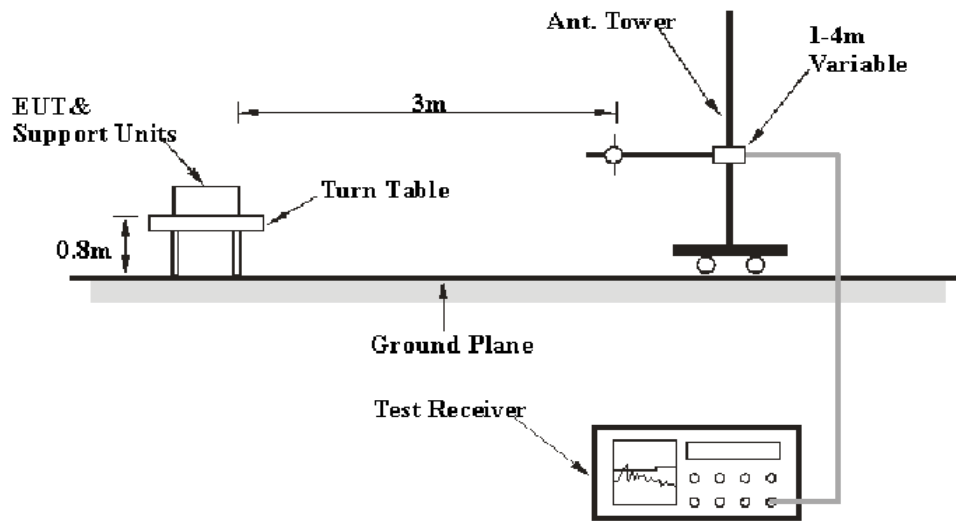 Ant. Tower
1-4m
Variable
EUT&
Support Units
3m
Turn Table
0.8m
Ground Plane
Test Receiver